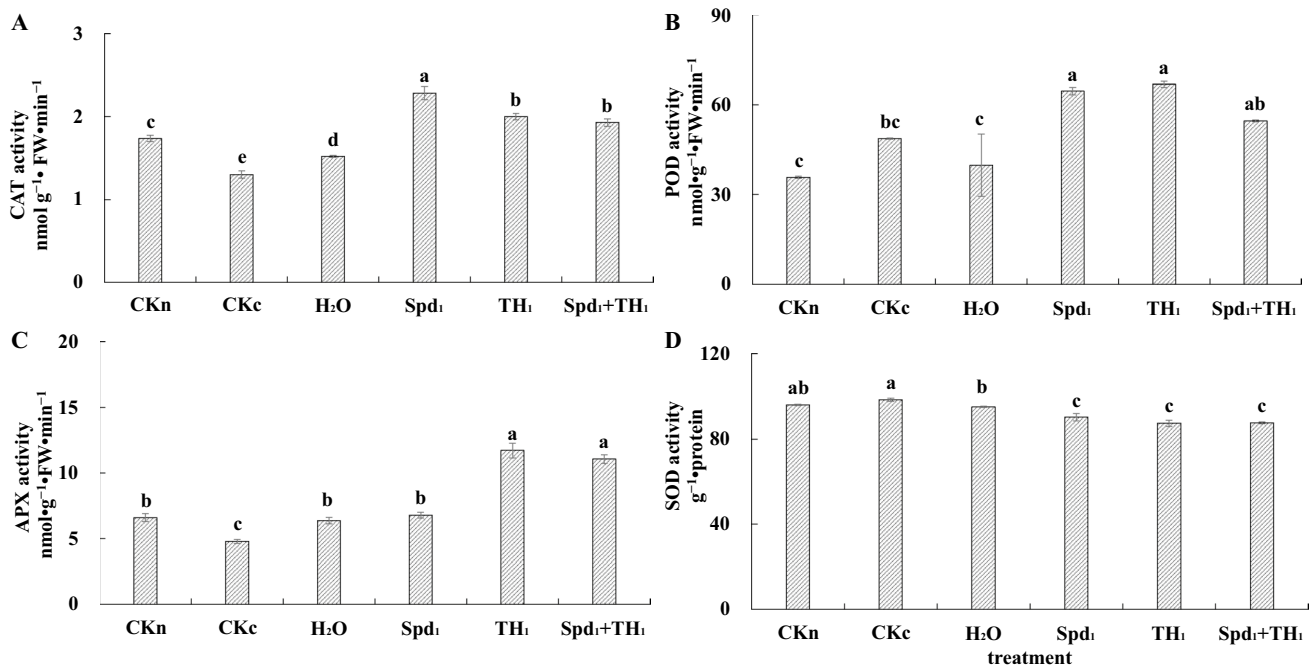 A
CAT activity
nmol g⁻¹• FW•min⁻¹
3
2
1
0
c
e
d
a
b
b
CKn
CKc
H₂O
Spd₁
TH₁
Spd₁+TH₁
B
POD activity
nmol•g⁻¹•FW•min⁻¹
90
60
30
0
c
bc
c
a
a
ab
CKn
CKc
H₂O
Spd₁
TH₁
Spd₁+TH₁
C
APX activity
nmol•g⁻¹•FW•min⁻¹
20
15
10
5
0
b
c
b
b
a
a
CKn
CKc
H₂O
Spd₁
TH₁
Spd₁+TH₁
D
SOD activity
g⁻¹•protein
120
80
40
0
ab
a
b
c
c
c
CKn
CKc
H₂O
Spd₁
TH₁
Spd₁+TH₁
treatment